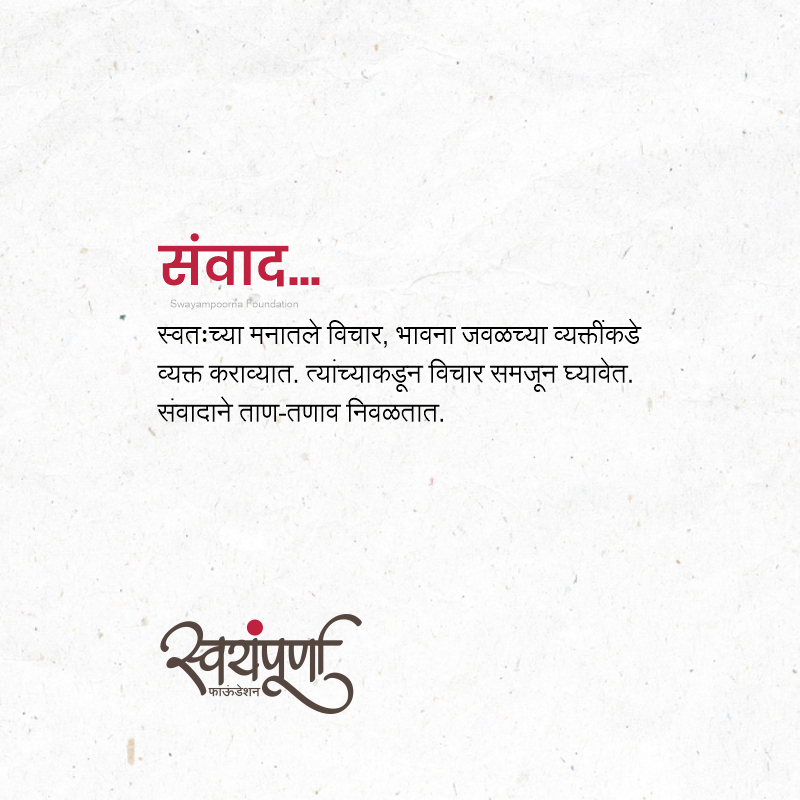 संवाद...
Swayampoorna Foundation
स्वतःच्या मनातले विचार, भावना जवळच्या व्यक्तींकडे
व्यक्त कराव्यात. त्यांच्याकडून विचार समजून घ्यावेत.
संवादाने ताण-तणाव निवळतात.
स्वयंपूर्णा
फाऊंडेशन